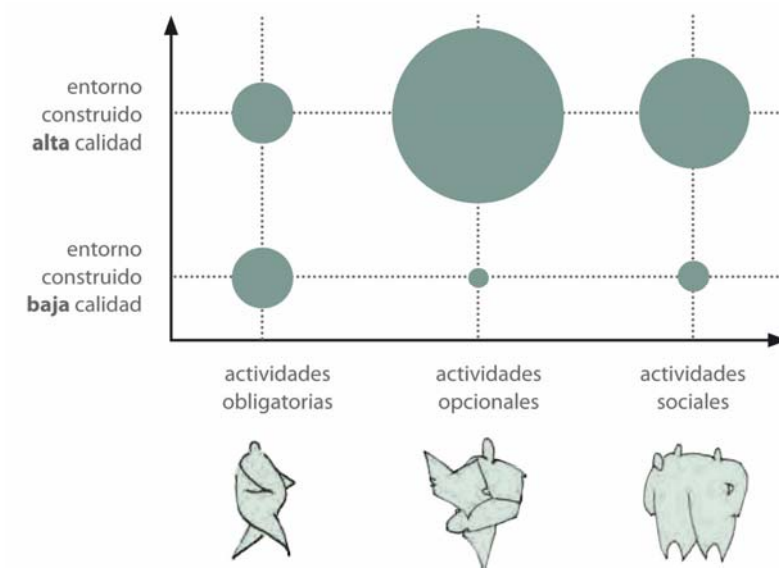 entorno
construido
alta calidad
entorno
construido
baja calidad
actividades
obligatorias
actividades
opcionales
actividades
sociales